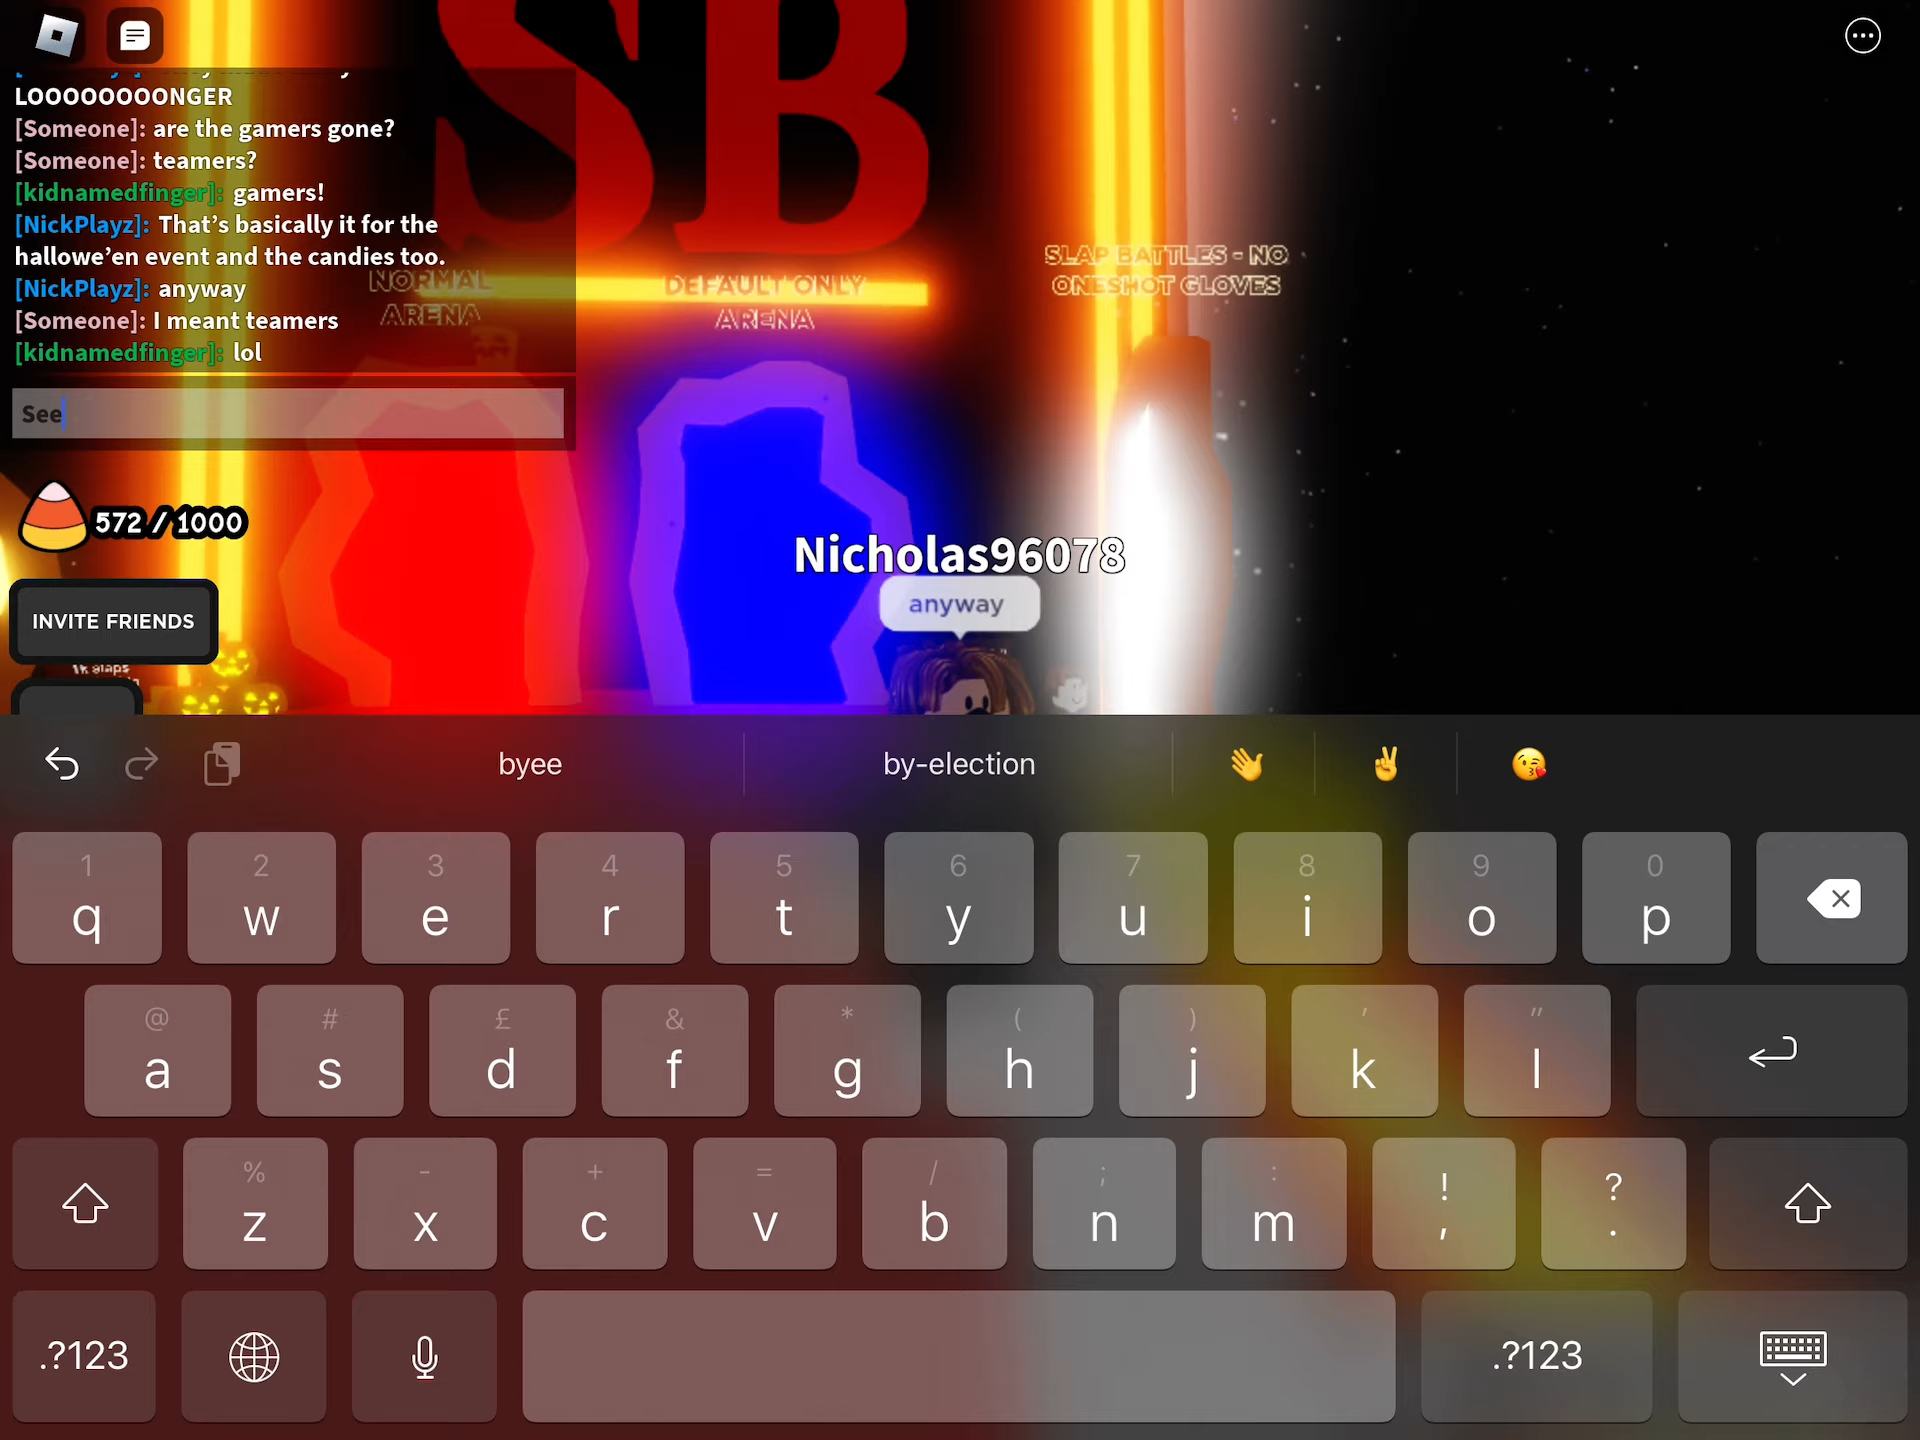 SB
LOOOOOOOONGER
[Someone]: are the gamers gone?
[Someone]: teamers?
[kidnamedfinger]: gamers!
[NickPlayz]: That’s basically it for the
hallowe’en event and the candies too.
[NickPlayz]: anyway
[Someone]: I meant teamers
[kidnamedfinger]: lol
See
NORMAL
ARENA
DEFAULT ONLY
ARENA
SLAP BATTLES - NO
ONESHOT GLOVES
572 / 1000
Nicholas96078
anyway
INVITE FRIENDS
1k slaps
byee by-election 👋 ✌️ 😘
1 2 3 4 5 6 7 8 9 0
q w e r t y u i o p
@ # £ & * ( ) ' "
a s d f g h j k l
% - + = / ; : ! ?
z x c v b n m , .
.?123 .?123